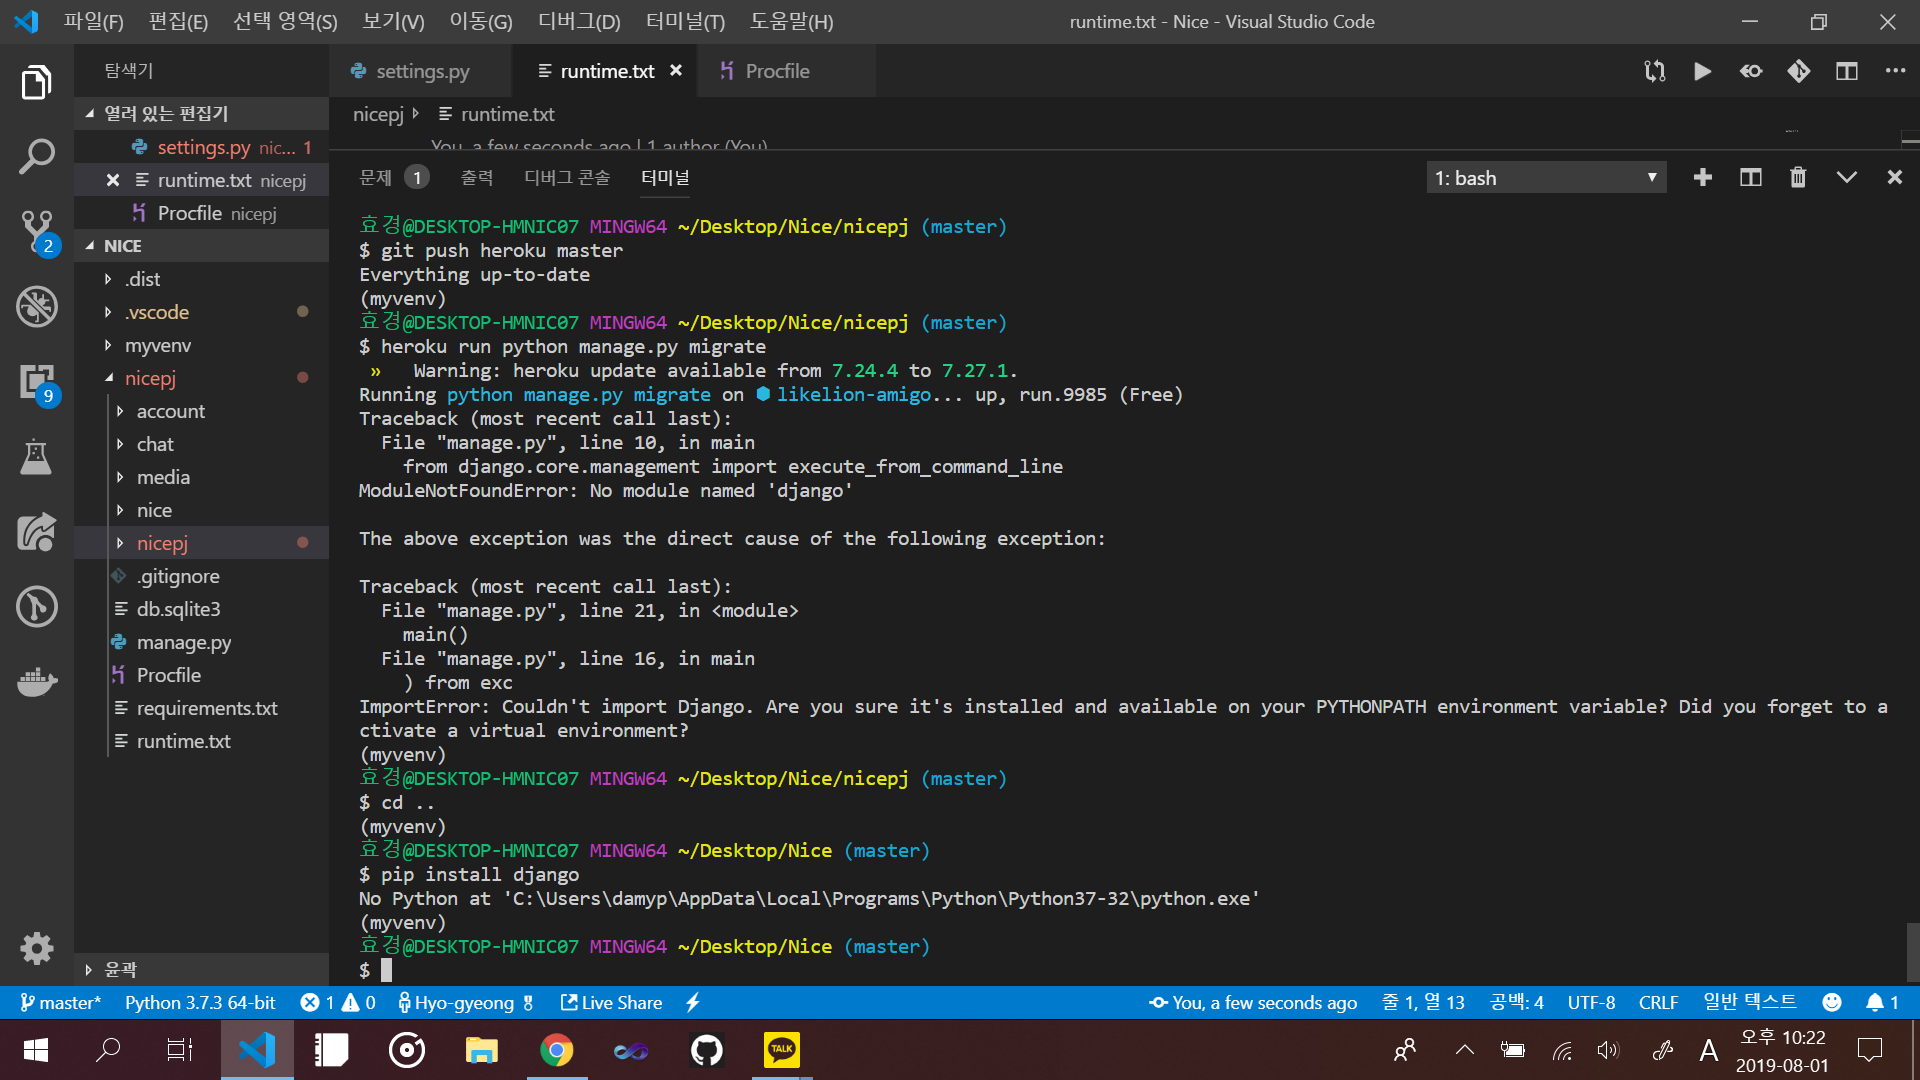 파일(F) 편집(E) 선택 영역(S) 보기(V) 이동(G) 디버그(D) 터미널(T) 도움말(H) runtime.txt - Nice - Visual Studio Code
탐색기
settings.py runtime.txt Procfile
열려 있는 편집기
settings.py nic... 1
runtime.txt nicepj
Procfile nicepj
NICE
.dist
.vscode
myvenv
nicepj
account
chat
media
nice
nicepj
.gitignore
db.sqlite3
manage.py
Procfile
requirements.txt
runtime.txt
윤곽
2
9
nicepj runtime.txt
You, a few seconds ago | 1 author (You)
문제 1 출력 디버그 콘솔 터미널 1: bash
효경@DESKTOP-HMNIC07 MINGW64 ~/Desktop/Nice/nicepj (master)
$ git push heroku master
Everything up-to-date
(myvenv)
효경@DESKTOP-HMNIC07 MINGW64 ~/Desktop/Nice/nicepj (master)
$ heroku run python manage.py migrate
» Warning: heroku update available from 7.24.4 to 7.27.1.
Running python manage.py migrate on ⬢ likelion-amigo... up, run.9985 (Free)
Traceback (most recent call last):
File "manage.py", line 10, in main
from django.core.management import execute_from_command_line
ModuleNotFoundError: No module named 'django'
The above exception was the direct cause of the following exception:
Traceback (most recent call last):
File "manage.py", line 21, in <module>
main()
File "manage.py", line 16, in main
) from exc
ImportError: Couldn't import Django. Are you sure it's installed and available on your PYTHONPATH environment variable? Did you forget to a
ctivate a virtual environment?
(myvenv)
효경@DESKTOP-HMNIC07 MINGW64 ~/Desktop/Nice/nicepj (master)
$ cd ..
(myvenv)
효경@DESKTOP-HMNIC07 MINGW64 ~/Desktop/Nice (master)
$ pip install django
No Python at 'C:\Users\damyp\AppData\Local\Programs\Python\Python37-32\python.exe'
(myvenv)
효경@DESKTOP-HMNIC07 MINGW64 ~/Desktop/Nice (master)
$
master* Python 3.7.3 64-bit 1 0 Hyo-gyeong 8 Live Share You, a few seconds ago 줄 1, 열 13 공백: 4 UTF-8 CRLF 일반 텍스트 1
TALK
A
오후 10:22
2019-08-01